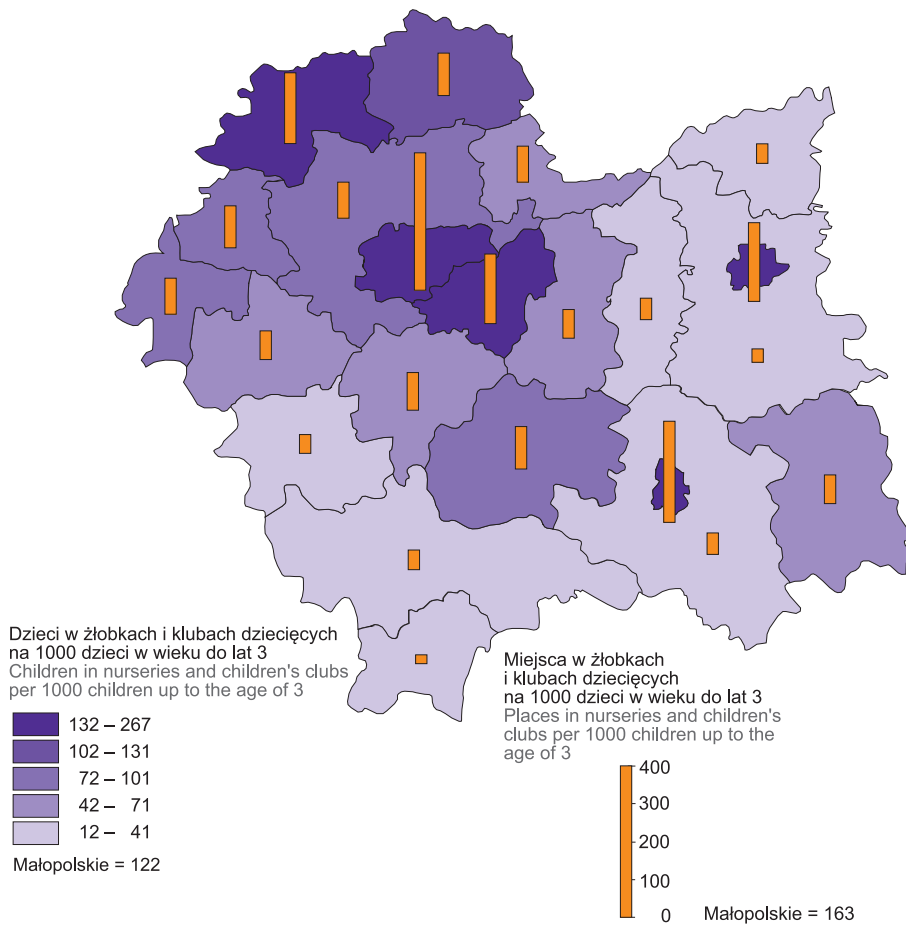 Dzieci w żłobkach i klubach dziecięcych
na 1000 dzieci w wieku do lat 3
Children in nurseries and children's clubs
per 1000 children up to the age of 3
132 – 267
102 – 131
72 – 101
42 – 71
12 – 41
Małopolskie = 122
Miejsca w żłobkach
i klubach dziecięcych
na 1000 dzieci w wieku do lat 3
Places in nurseries and children's
clubs per 1000 children up to the
age of 3
400
300
200
100
0
Małopolskie = 163